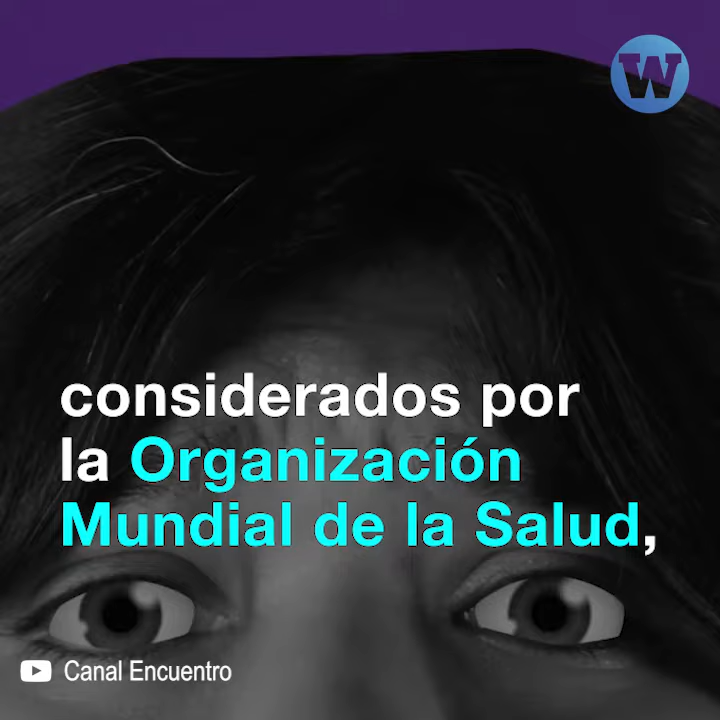 W
considerados por
la Organización
Mundial de la Salud,
Canal Encuentro